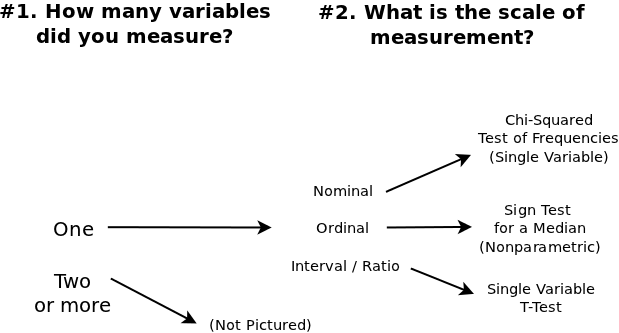 #1. How many variables
did you measure?
#2. What is the scale of
measurement?
One
Two
or more
(Not Pictured)
Nominal
Ordinal
Interval / Ratio
Chi-Squared
Test of Frequencies
(Single Variable)
Sign Test
for a Median
(Nonparametric)
Single Variable
T-Test